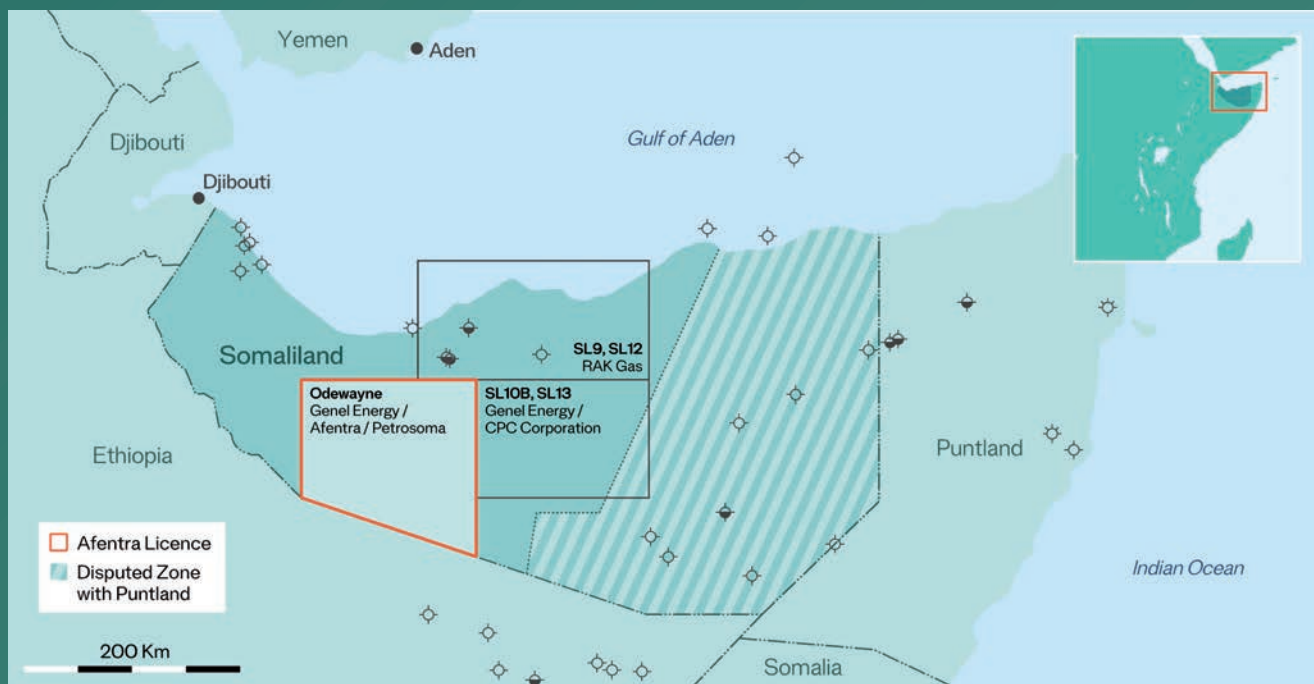 Yemen
Aden
Gulf of Aden
Djibouti
Djibouti
Somaliland
SL9, SL12
RAK Gas
Odewayne
Genel Energy /
Afentra / Petrosoma
SL10B, SL13
Genel Energy /
CPC Corporation
Ethiopia
Puntland
Afentra Licence
Disputed Zone
with Puntland
Indian Ocean
200 Km
Somalia